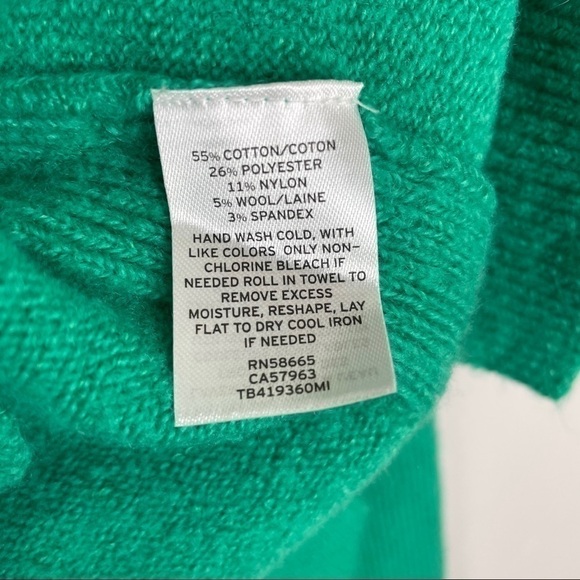 55% COTTON/COTON
26% POLYESTER
11% NYLON
5% WOOL/LAINE
3% SPANDEX
HAND WASH COLD, WITH
LIKE COLORS ONLY NON-
CHLORINE BLEACH IF
NEEDED ROLL IN TOWEL TO
REMOVE EXCESS
MOISTURE, RESHAPE, LAY
FLAT TO DRY COOL IRON
IF NEEDED
RN58665
CA57963
TB419360MI